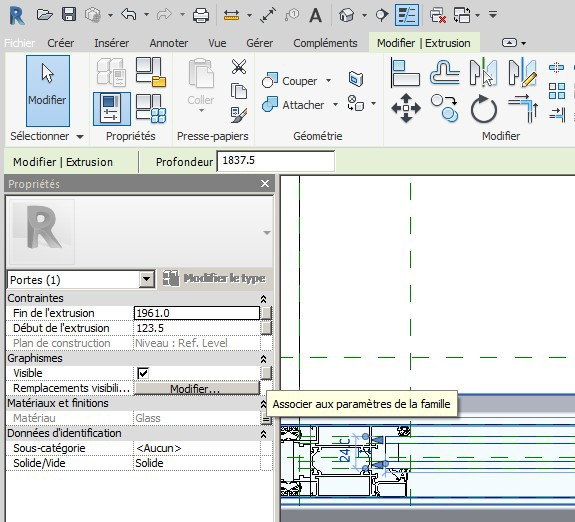 Fichier Créer Insérer Annoter Vue Gérer Compléments Modifier | Extrusion
Modifier
Coller
Couper
Attacher
Sélectionner Propriétés Presse-papiers Géométrie Modifier
Modifier | Extrusion Profondeur 1837.5
Propriétés
R
Portes (1) Modifier le type
Contraintes
Fin de l'extrusion 1961.0
Début de l'extrusion 123.5
Plan de construction Niveau : Ref. Level
Graphismes
Visible
Remplacements visibili... Modifier...
Associer aux paramètres de la famille
Matériaux et finitions
Matériau Glass
Données d'identification
Sous-catégorie <Aucun>
Solide/Vide Solide